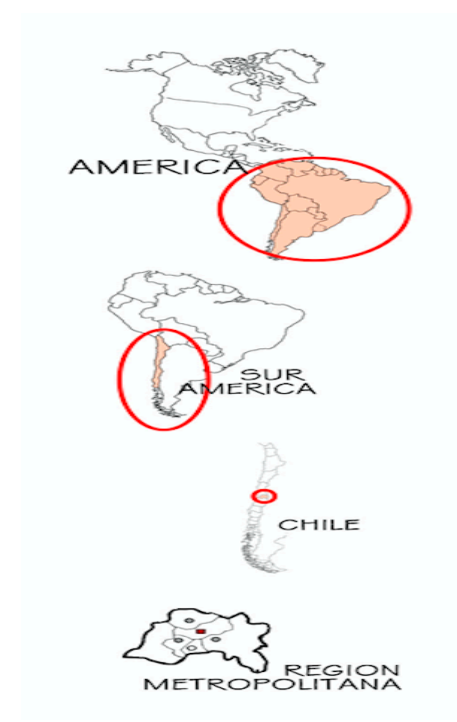 AMERICA
SUR
AMERICA
CHILE
REGION
METROPOLITANA